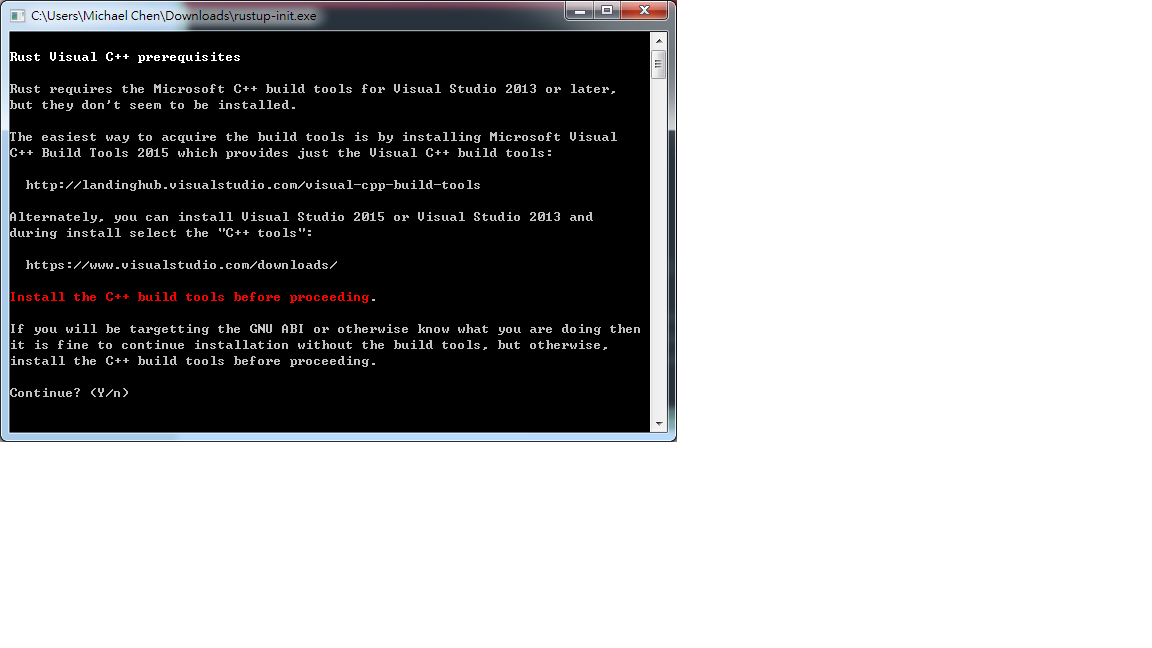 C:\Users\Michael Chen\Downloads\rustup-init.exe
Rust Visual C++ prerequisites
Rust requires the Microsoft C++ build tools for Visual Studio 2013 or later,
but they don't seem to be installed.
The easiest way to acquire the build tools is by installing Microsoft Visual
C++ Build Tools 2015 which provides just the Visual C++ build tools:
http://landinghub.visualstudio.com/visual-cpp-build-tools
Alternately, you can install Visual Studio 2015 or Visual Studio 2013 and
during install select the "C++ tools":
https://www.visualstudio.com/downloads/
Install the C++ build tools before proceeding.
If you will be targetting the GNU ABI or otherwise know what you are doing then
it is fine to continue installation without the build tools, but otherwise,
install the C++ build tools before proceeding.
Continue? (Y/n)